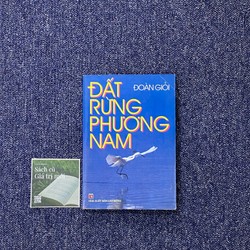 ĐOÀN GIỎI
ĐẤT
RỪNG
PHƯƠNG
NAM
Sách cũ
Giá trị